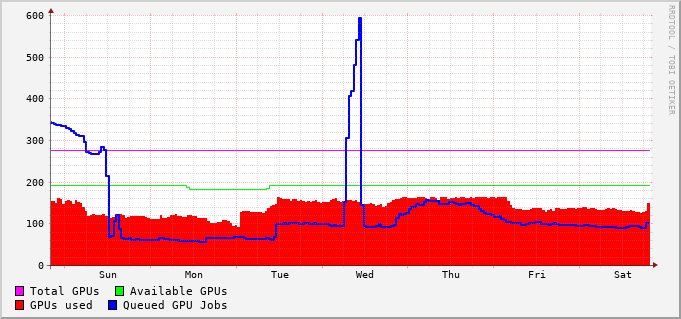 600
500
400
300
200
100
0
Sun Mon Tue Wed Thu Fri Sat
Total GPUs Available GPUs
GPUs used Queued GPU Jobs
RRDTOOL / TOBI OETIKER